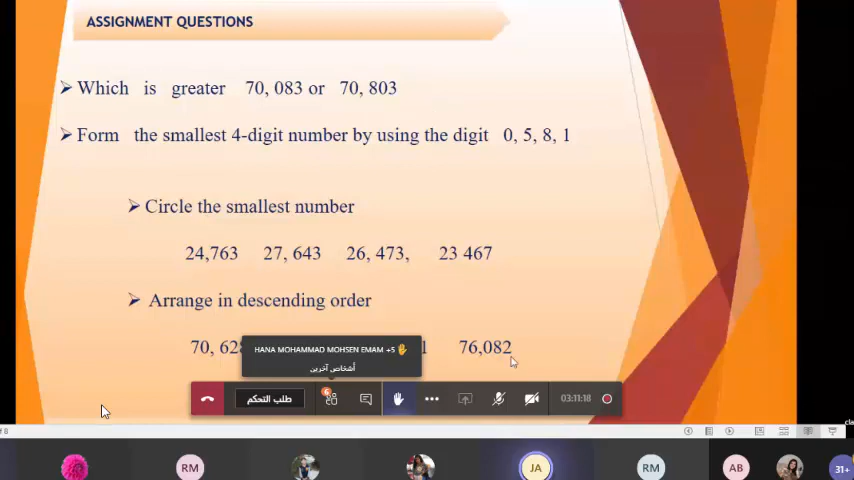 ASSIGNMENT QUESTIONS
Which is greater 70, 083 or 70, 803
Form the smallest 4-digit number by using the digit 0, 5, 8, 1
Circle the smallest number
24,763 27, 643 26, 473, 23 467
Arrange in descending order
70, 628 1 76,082
HANA MOHAMMAD MOHSEN EMAM +5 ✋
أشخاص آخرين.
6
طلب التحكم
03:11:18
RM JA RM AB 31+